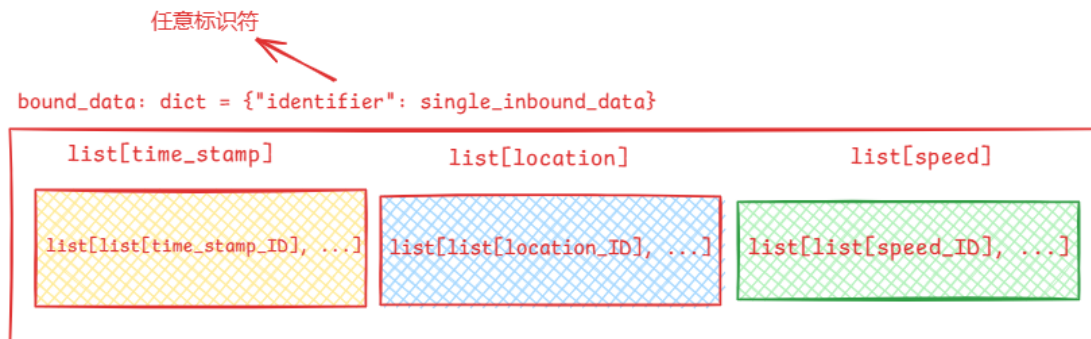 任意标识符
bound_data: dict = {"identifier": single_inbound_data}
list[time_stamp]
list[location]
list[speed]
list[list[time_stamp_ID], ...]
list[list[location_ID], ...]
list[list[speed_ID], ...]